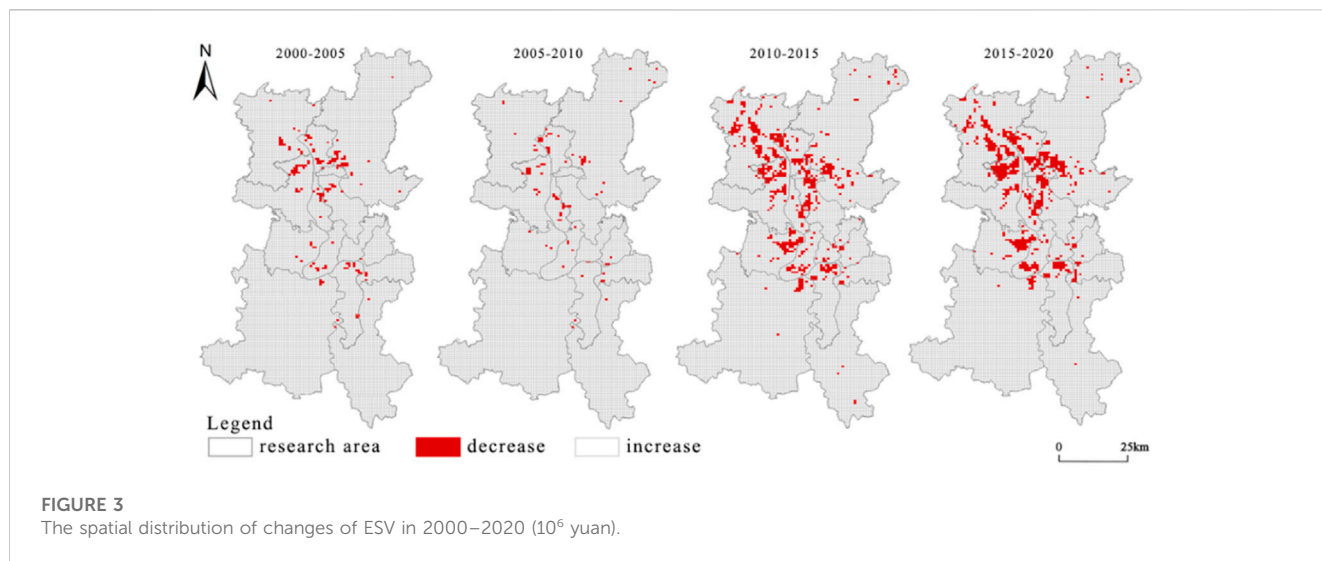 N
2000-2005
2005-2010
2010-2015
2015-2020
Legend
research area
decrease
increase
0 25km
FIGURE 3
The spatial distribution of changes of ESV in 2000–2020 (10⁶ yuan).